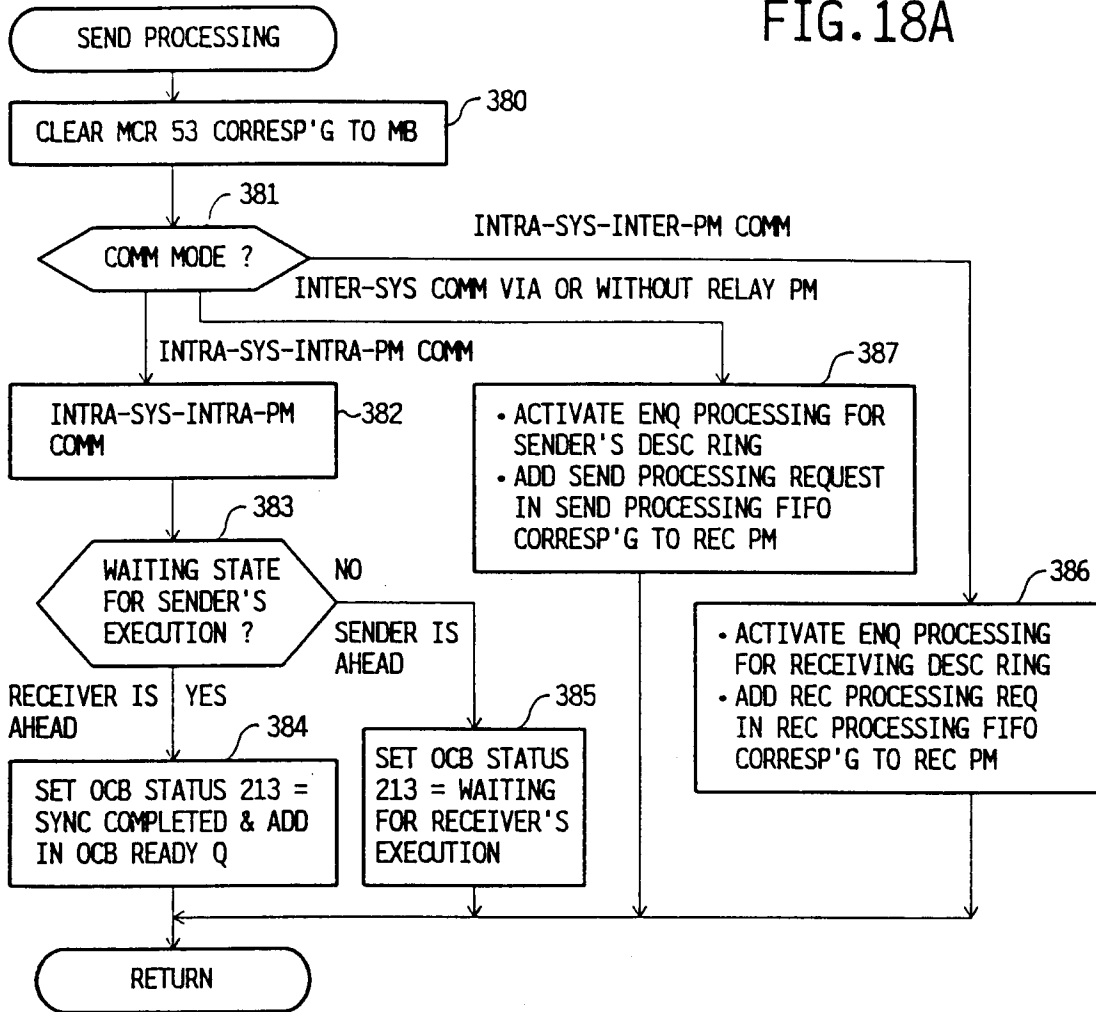 FIG.18A
SEND PROCESSING
380
CLEAR MCR 53 CORRESP'G TO MB
381
COMM MODE ?
INTRA-SYS-INTER-PM COMM
INTER-SYS COMM VIA OR WITHOUT RELAY PM
INTRA-SYS-INTRA-PM COMM
INTRA-SYS-INTRA-PM
COMM
382
387
• ACTIVATE ENQ PROCESSING FOR
SENDER'S DESC RING
• ADD SEND PROCESSING REQUEST
IN SEND PROCESSING FIFO
CORRESP'G TO REC PM
383
WAITING STATE
FOR SENDER'S
EXECUTION ?
NO
SENDER IS
AHEAD
386
• ACTIVATE ENQ PROCESSING
FOR RECEIVING DESC RING
• ADD REC PROCESSING REQ
IN REC PROCESSING FIFO
CORRESP'G TO REC PM
RECEIVER IS
AHEAD
YES
384
SET OCB STATUS 213 =
SYNC COMPLETED & ADD
IN OCB READY Q
385
SET OCB STATUS
213 = WAITING
FOR RECEIVER'S
EXECUTION
RETURN